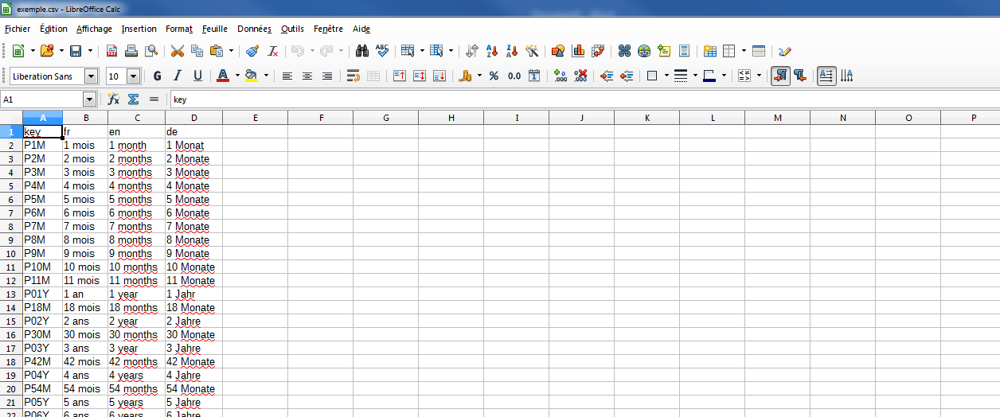 exemple.csv - LibreOffice Calc
Fichier Édition Affichage Insertion Format Feuille Données Outils Fenêtre Aide
Liberation Sans 10 G I U A % 0.0
A1 key
A B C D E F G H I J K L M N O P
1 key fr en de
2 P1M 1 mois 1 month 1 Monat
3 P2M 2 mois 2 months 2 Monate
4 P3M 3 mois 3 months 3 Monate
5 P4M 4 mois 4 months 4 Monate
6 P5M 5 mois 5 months 5 Monate
7 P6M 6 mois 6 months 6 Monate
8 P7M 7 mois 7 months 7 Monate
9 P8M 8 mois 8 months 8 Monate
10 P9M 9 mois 9 months 9 Monate
11 P10M 10 mois 10 months 10 Monate
12 P11M 11 mois 11 months 11 Monate
13 P01Y 1 an 1 year 1 Jahr
14 P18M 18 mois 18 months 18 Monate
15 P02Y 2 ans 2 year 2 Jahre
16 P30M 30 mois 30 months 30 Monate
17 P03Y 3 ans 3 year 3 Jahre
18 P42M 42 mois 42 months 42 Monate
19 P04Y 4 ans 4 years 4 Jahre
20 P54M 54 mois 54 months 54 Monate
21 P05Y 5 ans 5 years 5 Jahre
22 P06Y 6 ans 6 years 6 Jahre